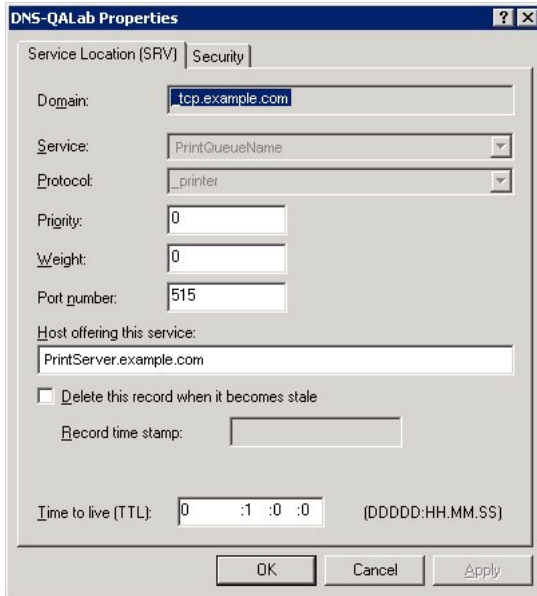 DNS-QALab Properties
Service Location (SRV) Security
Domain: _tcp.example.com
Service: PrintQueueName
Protocol: _printer
Priority: 0
Weight: 0
Port number: 515
Host offering this service:
PrintServer.example.com
Delete this record when it becomes stale
Record time stamp:
Time to live (TTL): 0 :1 :0 :0 (DDDDD:HH.MM.SS)
OK Cancel Apply